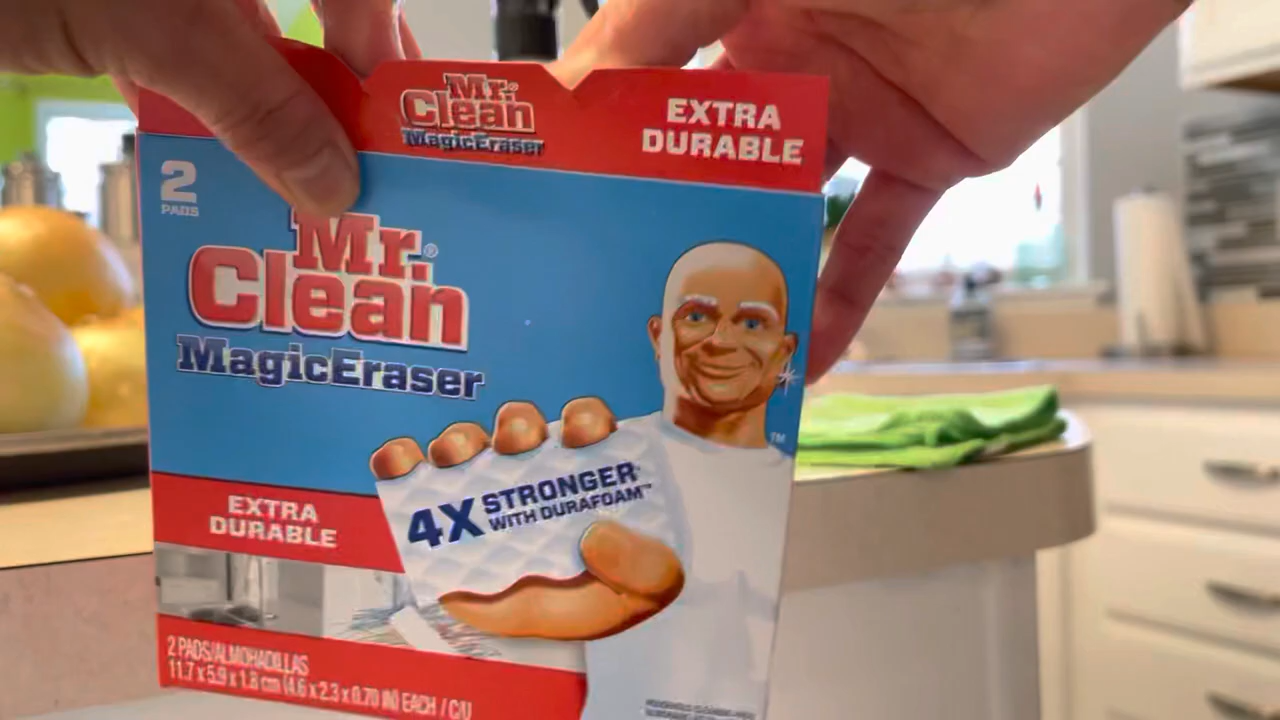 Mr.
Clean
MagicEraser
EXTRA
DURABLE
2
PADS
Mr.®
Clean
MagicEraser
TM
4X STRONGER
WITH DURAFOAM™
EXTRA
DURABLE
2 PADS/ALMOHADILLAS
11.7 x 5.9 x 1.8 cm (4.6 x 2.3 x 0.70 IN) EACH / C/U